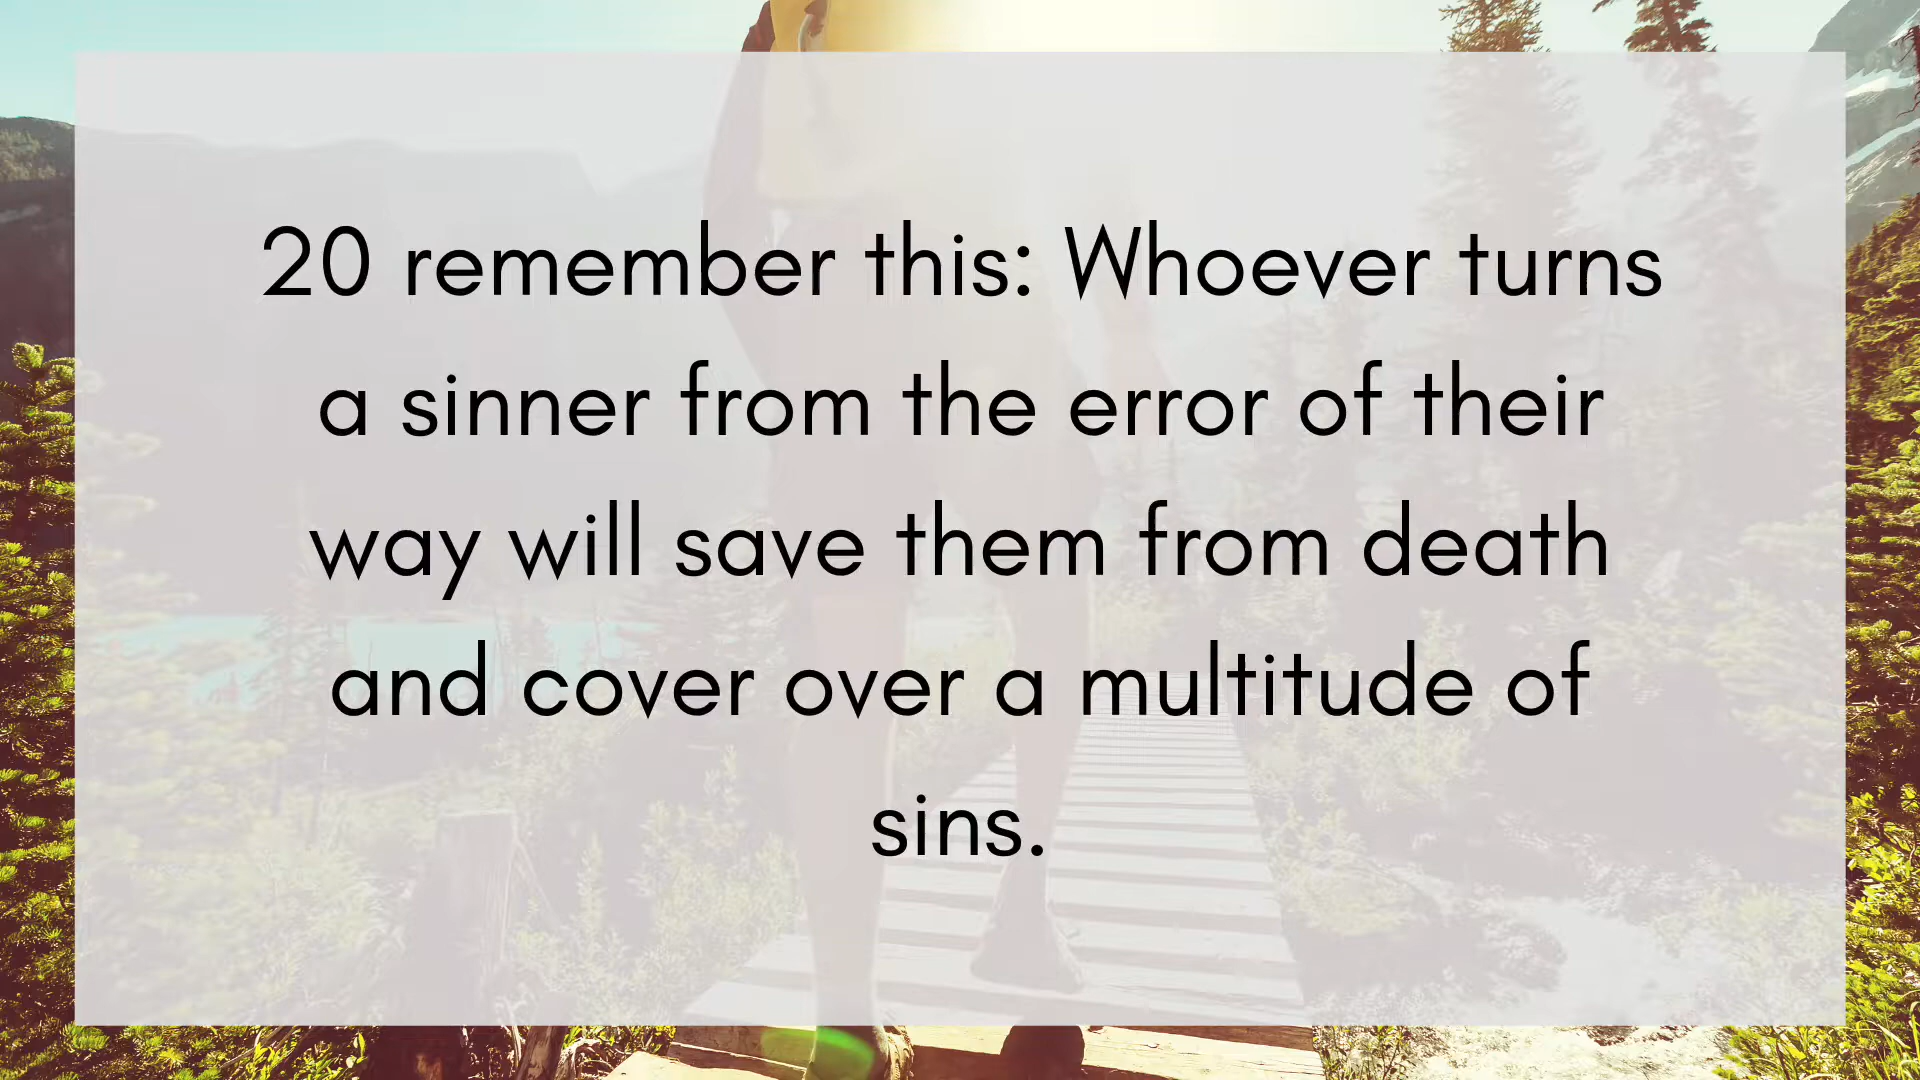 20 remember this: Whoever turns
a sinner from the error of their
way will save them from death
and cover over a multitude of
sins.